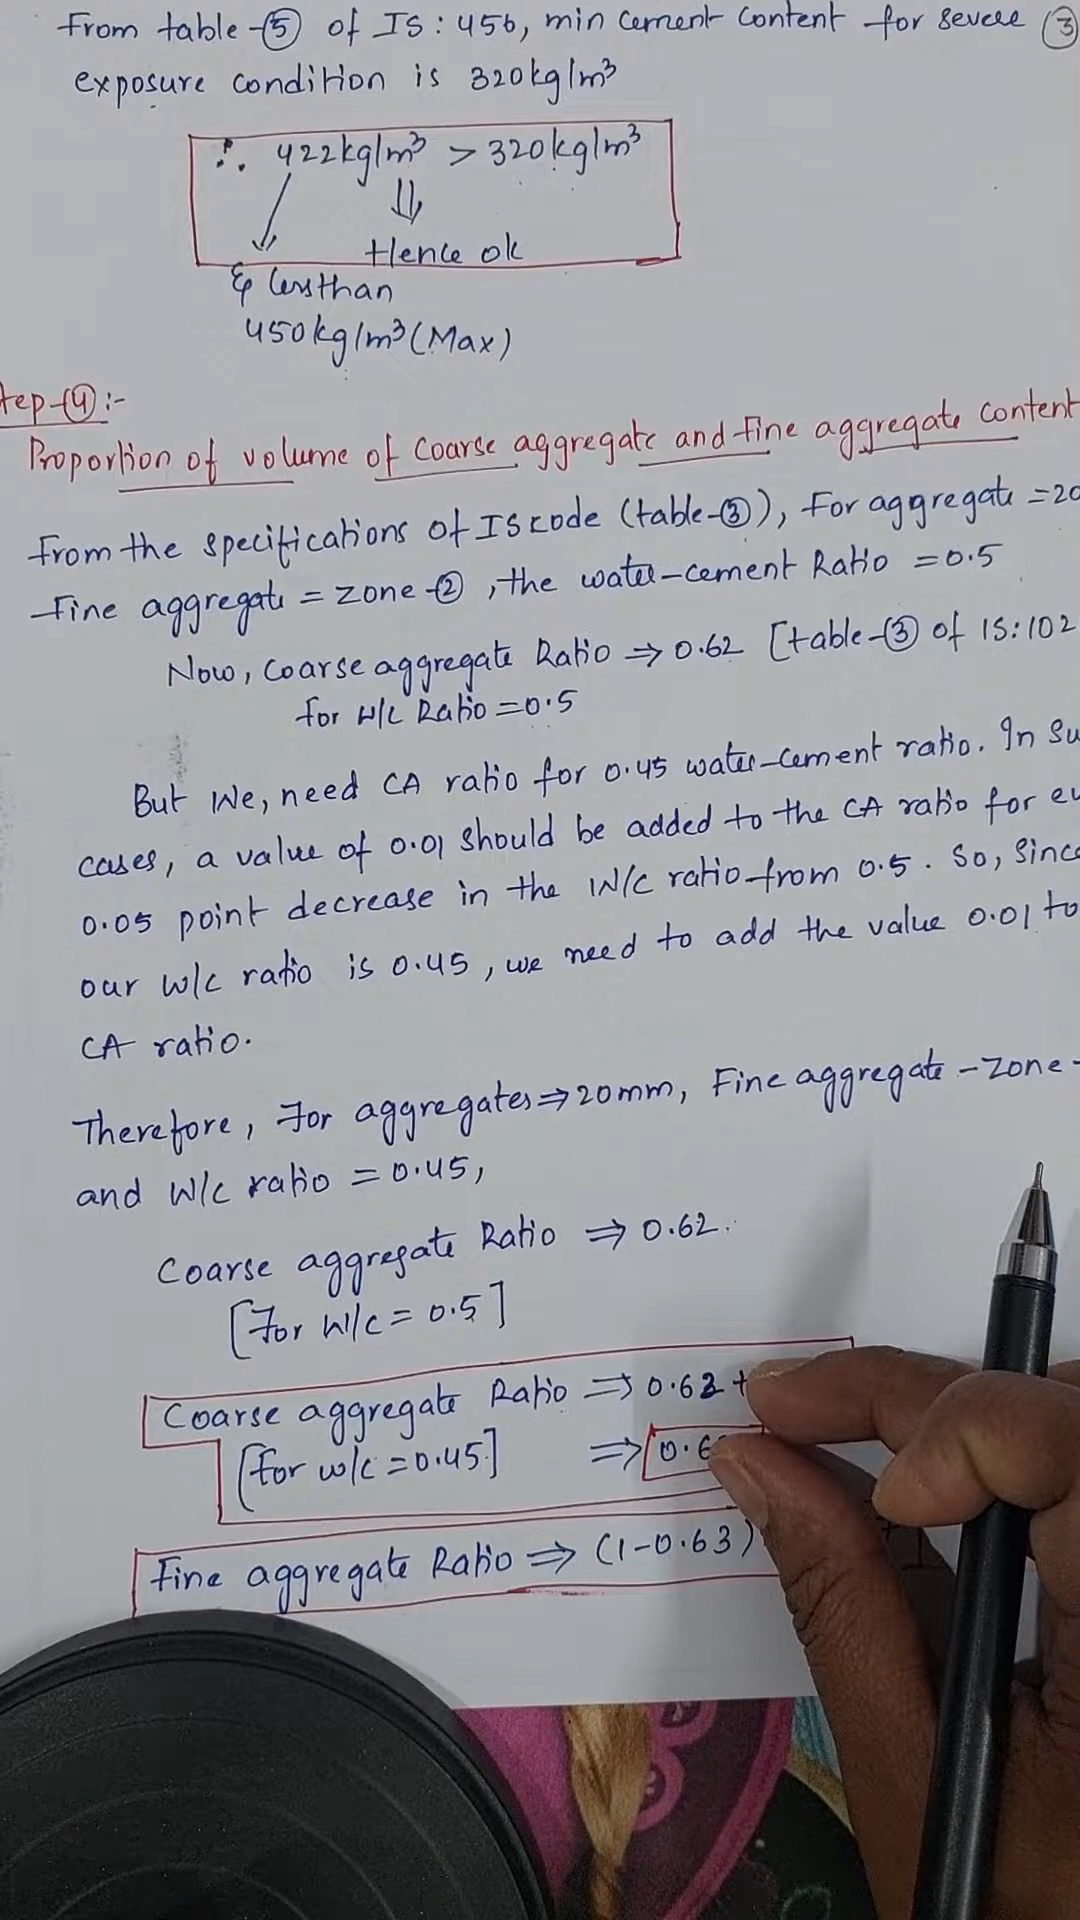 From table-⑤ of IS: 456, min cement content for severe ③
exposure condition is 320kg/m³
∴ 422kg/m³ > 320kg/m³
Hence ok
& less than
450kg/m³ (Max)
tep-④:-
Proportion of volume of coarse aggregate and fine aggregate content
From the specifications of IS code (table-③), For aggregate = 20
Fine aggregate = zone-②, the water-cement Ratio = 0.5
Now, Coarse aggregate Ratio ⇒ 0.62 [table-③ of IS:102
for W/C Ratio = 0.5
But We, need CA ratio for 0.45 water-cement ratio. In Su
cases, a value of 0.01 should be added to the CA ratio for ev
0.05 point decrease in the W/C ratio from 0.5. So, Since
our W/C ratio is 0.45, we need to add the value 0.01 to
CA ratio.
Therefore, For aggregates ⇒ 20mm, Fine aggregate - Zone -
and W/C ratio = 0.45,
Coarse aggregate Ratio ⇒ 0.62.
[For W/C = 0.5]
Coarse aggregate Ratio ⇒ 0.62 +
[For w/c = 0.45] ⇒ 0.6
Fine aggregate Ratio ⇒ (1-0.63)